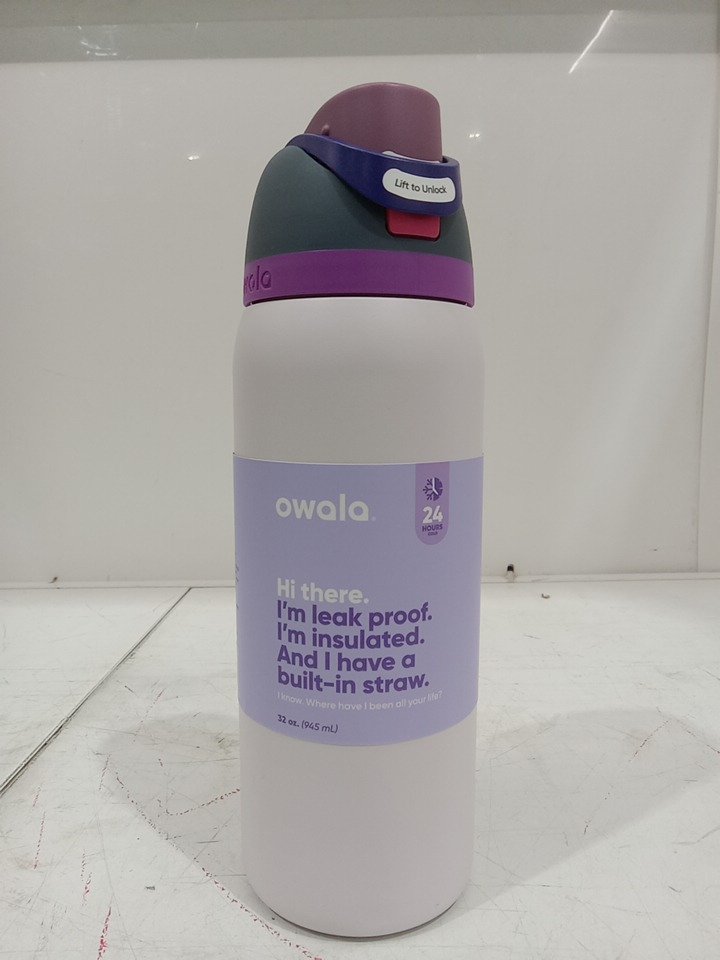 Lift to Unlock
owala
owala
24
HOURS
COLD
Hi there.
I'm leak proof.
I'm insulated.
And I have a
built-in straw.
I know. Where have I been all your life?
32 oz. (945 mL)